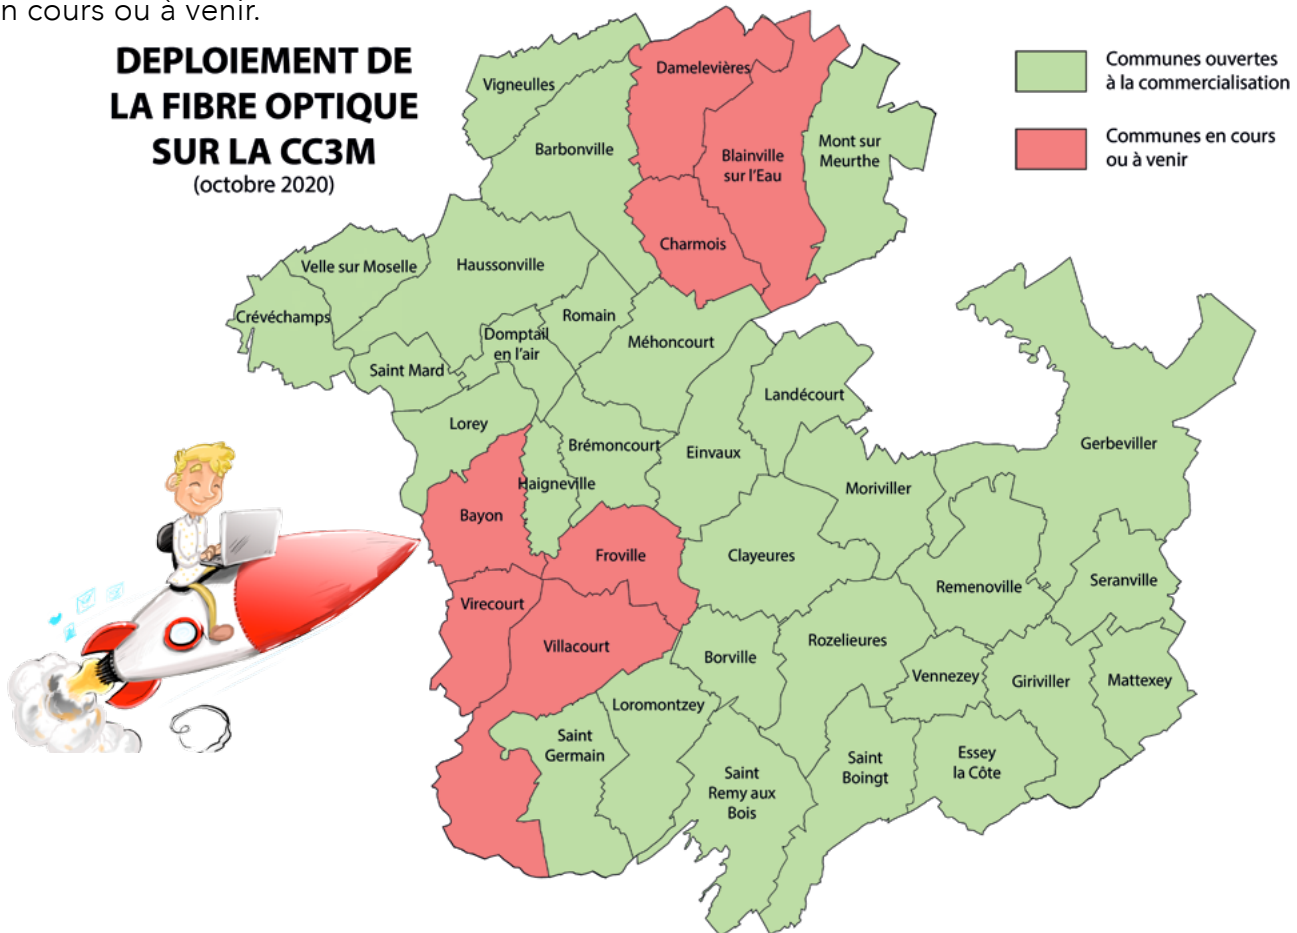 n cours ou à venir.
DEPLOIEMENT DE
LA FIBRE OPTIQUE
SUR LA CC3M
(octobre 2020)
Communes ouvertes
à la commercialisation
Communes en cours
ou à venir
Vigneulles
Damelevières
Barbonville
Blainville
sur l'Eau
Mont sur
Meurthe
Charmois
Velle sur Moselle
Haussonville
Crévéchamps
Romain
Domptail
en l'air
Méhoncourt
Saint Mard
Landécourt
Lorey
Brémoncourt
Einvaux
Gerbeviller
Haigneville
Moriviller
Bayon
Froville
Clayeures
Remenoville
Seranville
Virecourt
Villacourt
Borville
Rozelieures
Vennezey
Giriviller
Mattexey
Loromontzey
Saint
Germain
Saint
Remy aux
Bois
Saint
Boingt
Essey
la Côte